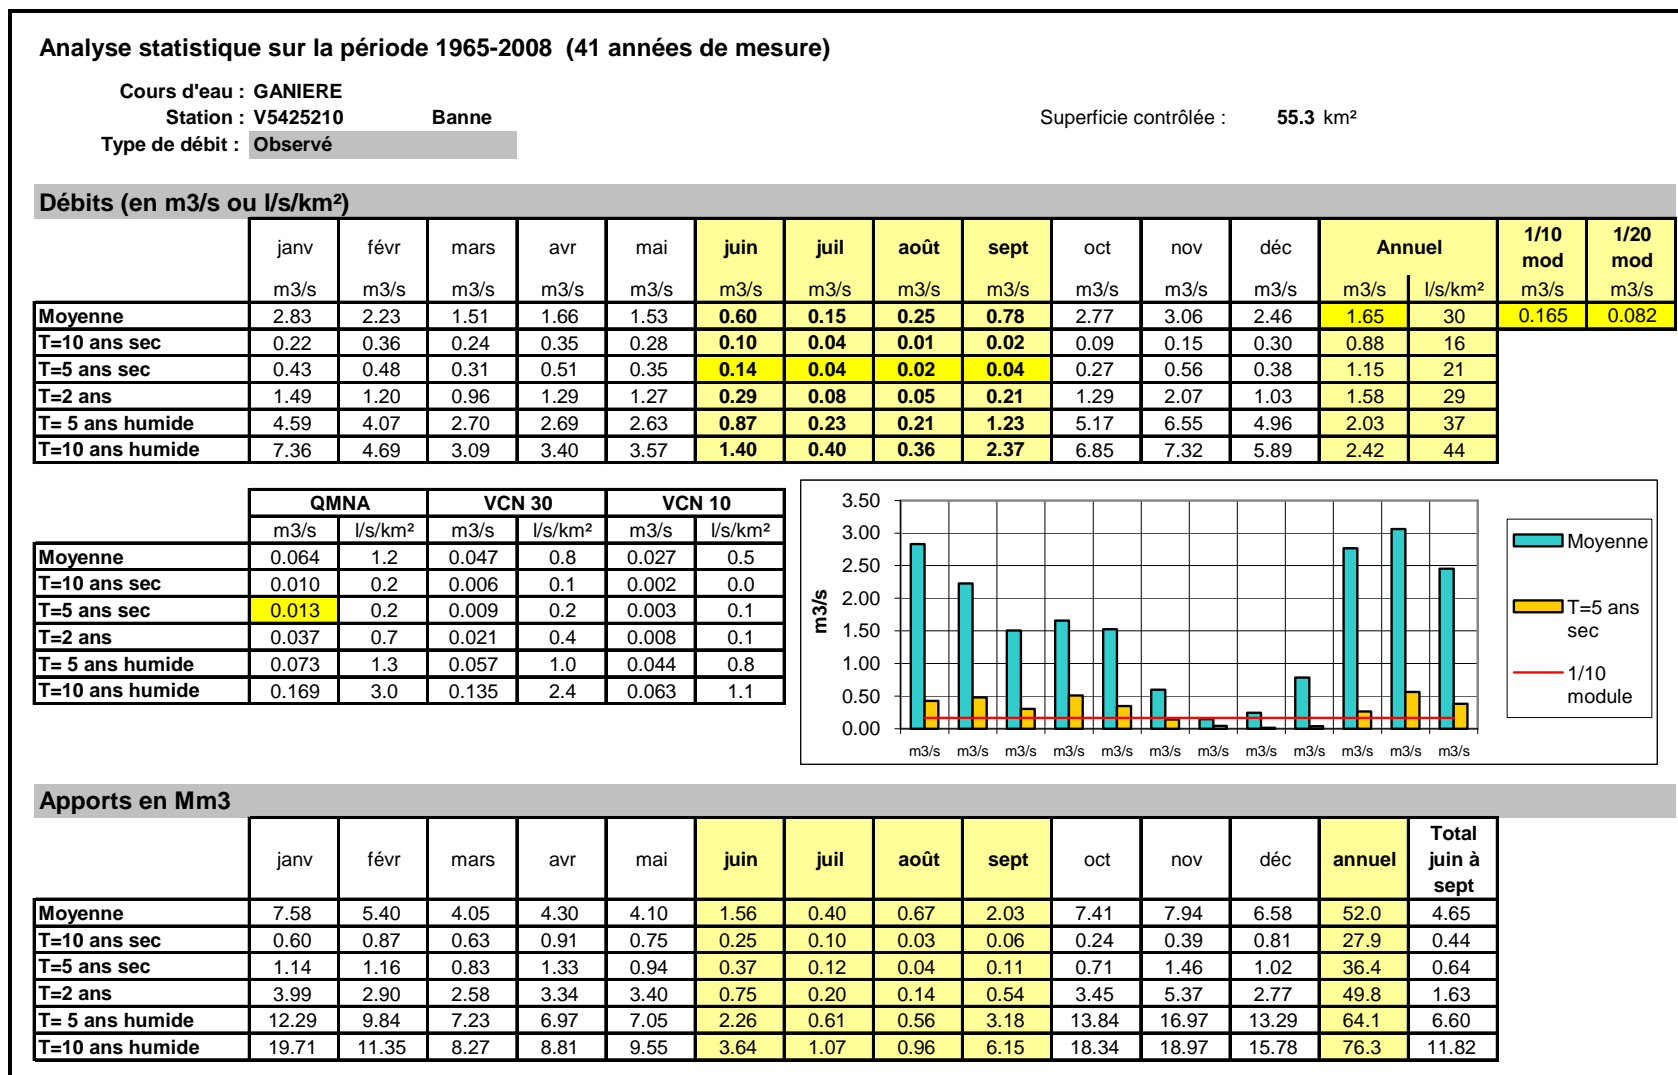 Analyse statistique sur la période 1965-2008 (41 années de mesure)
Cours d'eau : GANIERE
Station : V5425210 Banne Superficie contrôlée : 55.3 km²
Type de débit : Observé
Débits (en m3/s ou l/s/km²)
janv févr mars avr mai juin juil août sept oct nov déc Annuel 1/10 mod 1/20 mod
m3/s m3/s m3/s m3/s m3/s m3/s m3/s m3/s m3/s m3/s m3/s m3/s m3/s l/s/km² m3/s m3/s
Moyenne 2.83 2.23 1.51 1.66 1.53 0.60 0.15 0.25 0.78 2.77 3.06 2.46 1.65 30 0.165 0.082
T=10 ans sec 0.22 0.36 0.24 0.35 0.28 0.10 0.04 0.01 0.02 0.09 0.15 0.30 0.88 16
T=5 ans sec 0.43 0.48 0.31 0.51 0.35 0.14 0.04 0.02 0.04 0.27 0.56 0.38 1.15 21
T=2 ans 1.49 1.20 0.96 1.29 1.27 0.29 0.08 0.05 0.21 1.29 2.07 1.03 1.58 29
T= 5 ans humide 4.59 4.07 2.70 2.69 2.63 0.87 0.23 0.21 1.23 5.17 6.55 4.96 2.03 37
T=10 ans humide 7.36 4.69 3.09 3.40 3.57 1.40 0.40 0.36 2.37 6.85 7.32 5.89 2.42 44
QMNA VCN 30 VCN 10
m3/s l/s/km² m3/s l/s/km² m3/s l/s/km²
Moyenne 0.064 1.2 0.047 0.8 0.027 0.5
T=10 ans sec 0.010 0.2 0.006 0.1 0.002 0.0
T=5 ans sec 0.013 0.2 0.009 0.2 0.003 0.1
T=2 ans 0.037 0.7 0.021 0.4 0.008 0.1
T= 5 ans humide 0.073 1.3 0.057 1.0 0.044 0.8
T=10 ans humide 0.169 3.0 0.135 2.4 0.063 1.1
m3/s
3.50
3.00
2.50
2.00
1.50
1.00
0.50
0.00
m3/s m3/s m3/s m3/s m3/s m3/s m3/s m3/s m3/s m3/s m3/s m3/s
Moyenne
T=5 ans
sec
1/10
module
Apports en Mm3
janv févr mars avr mai juin juil août sept oct nov déc annuel Total juin à sept
Moyenne 7.58 5.40 4.05 4.30 4.10 1.56 0.40 0.67 2.03 7.41 7.94 6.58 52.0 4.65
T=10 ans sec 0.60 0.87 0.63 0.91 0.75 0.25 0.10 0.03 0.06 0.24 0.39 0.81 27.9 0.44
T=5 ans sec 1.14 1.16 0.83 1.33 0.94 0.37 0.12 0.04 0.11 0.71 1.46 1.02 36.4 0.64
T=2 ans 3.99 2.90 2.58 3.34 3.40 0.75 0.20 0.14 0.54 3.45 5.37 2.77 49.8 1.63
T= 5 ans humide 12.29 9.84 7.23 6.97 7.05 2.26 0.61 0.56 3.18 13.84 16.97 13.29 64.1 6.60
T=10 ans humide 19.71 11.35 8.27 8.81 9.55 3.64 1.07 0.96 6.15 18.34 18.97 15.78 76.3 11.82